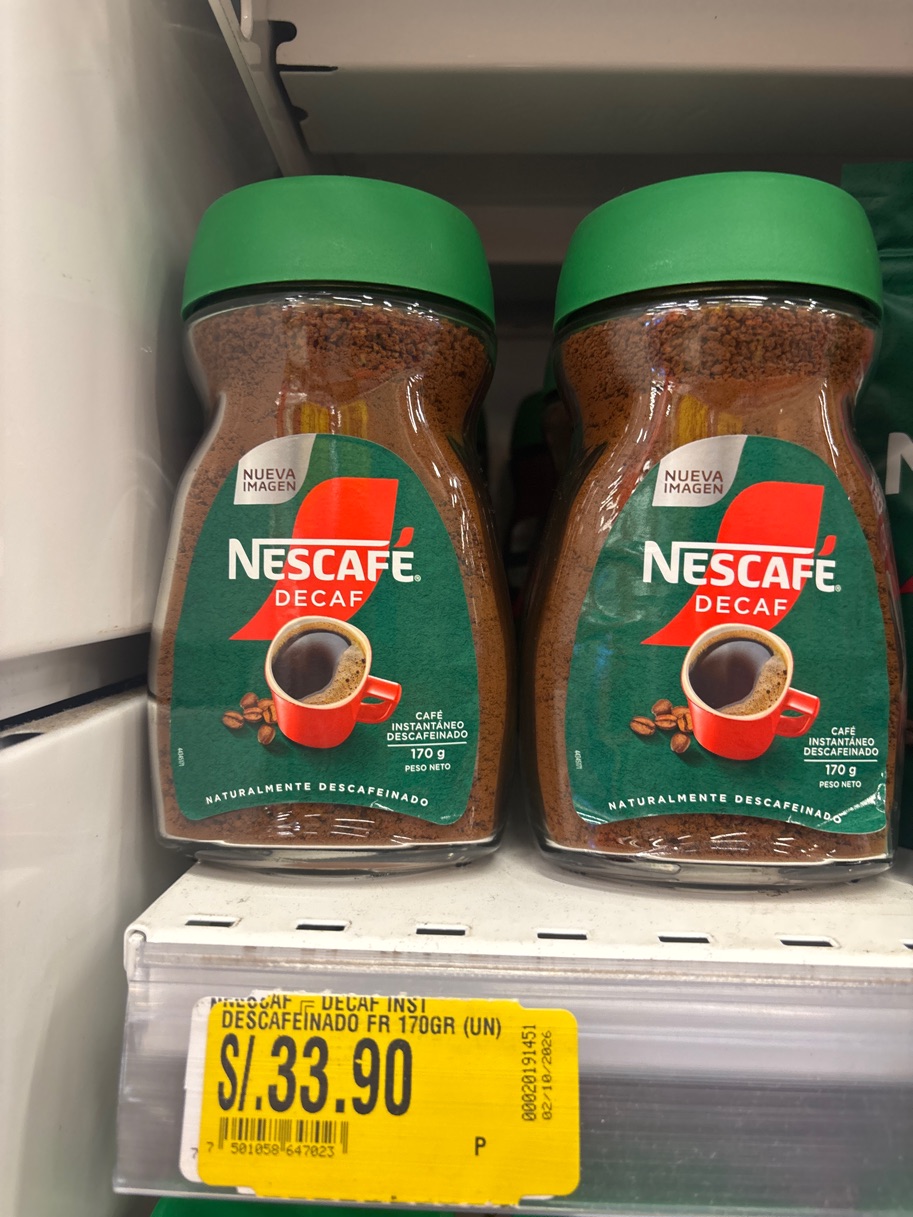 NUEVA
IMAGEN
NESCAFÉ®
DECAF
CAFÉ
INSTANTÁNEO
DESCAFEINADO
170 g
PESO NETO
NATURALMENTE DESCAFEINADO
NUEVA
IMAGEN
NESCAFÉ®
DECAF
CAFÉ
INSTANTÁNEO
DESCAFEINADO
170 g
PESO NETO
NATURALMENTE DESCAFEINADO
N
DECAF INST
DESCAFEINADO FR 170GR (UN)
S/.33.90
00020191451
02/10/2026
7 501058 647023
P